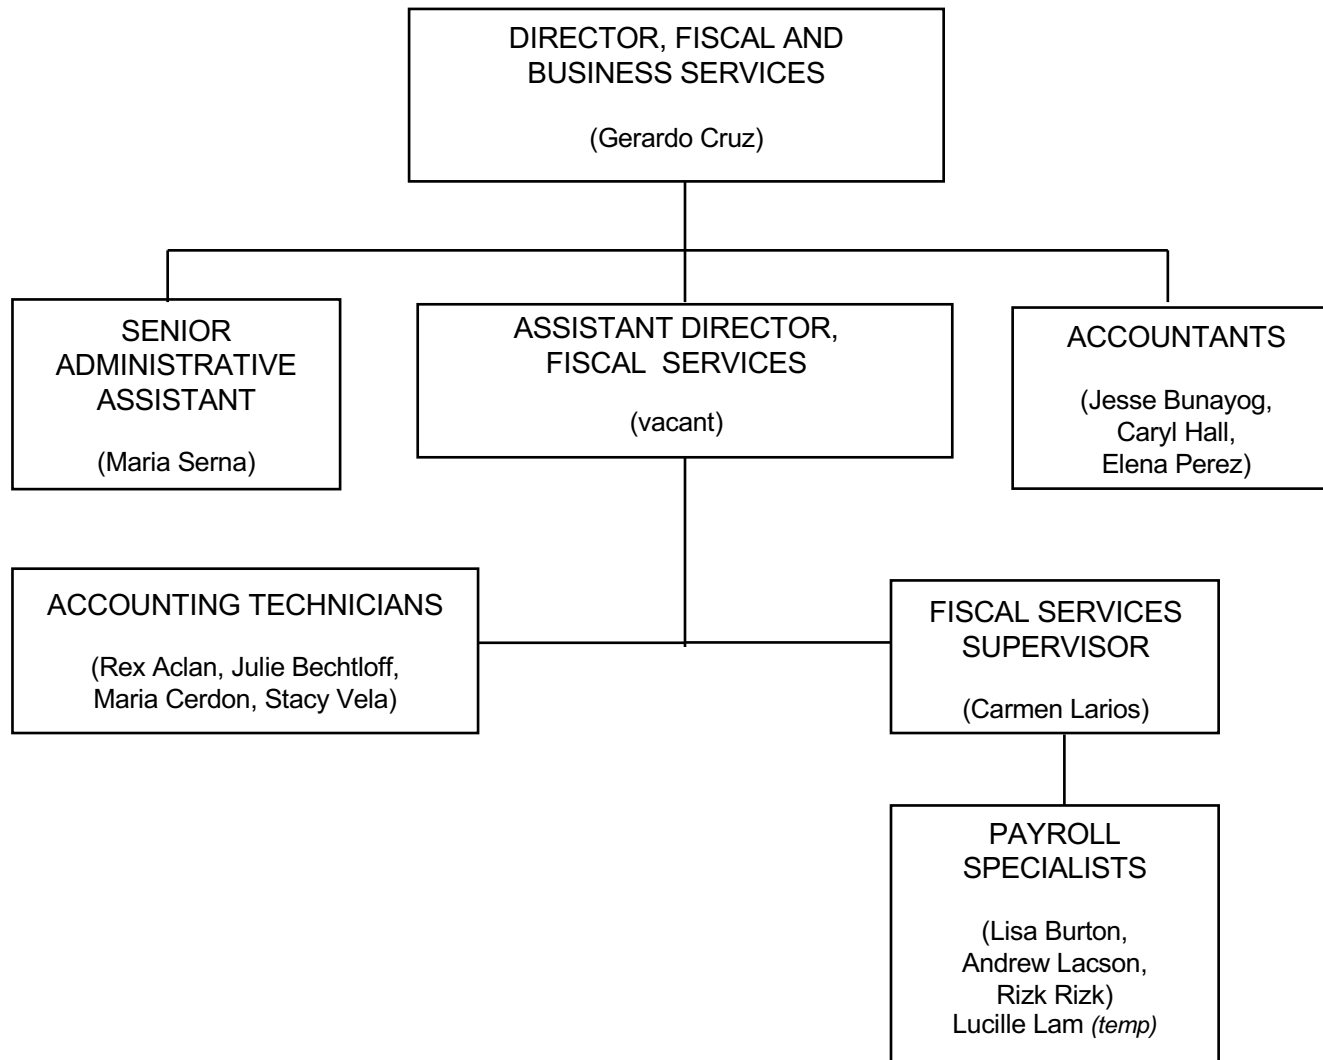 DIRECTOR, FISCAL AND
BUSINESS SERVICES
(Gerardo Cruz)
SENIOR
ADMINISTRATIVE
ASSISTANT
(Maria Serna)
ASSISTANT DIRECTOR,
FISCAL SERVICES
(vacant)
ACCOUNTANTS
(Jesse Bunayog,
Caryl Hall,
Elena Perez)
ACCOUNTING TECHNICIANS
(Rex Aclan, Julie Bechtloff,
Maria Cerdon, Stacy Vela)
FISCAL SERVICES
SUPERVISOR
(Carmen Larios)
PAYROLL
SPECIALISTS
(Lisa Burton,
Andrew Lacson,
Rizk Rizk)
Lucille Lam (temp)